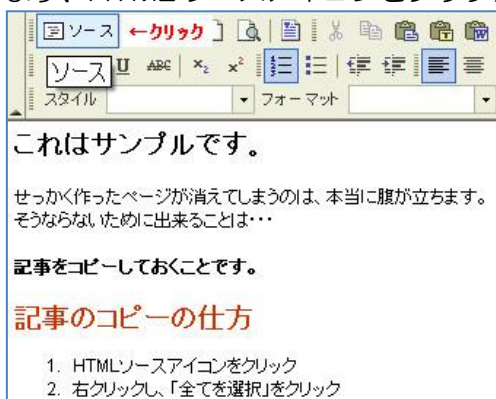 ソース ←クリック
ソース U ABC ×₂ ×²
スタイル フォーマット
これはサンプルです。
せっかく作ったページが消えてしまうのは、本当に腹が立ちます。
そうならないために出来ることは・・・
記事をコピーしておくことです。
記事のコピーの仕方
1. HTMLソースアイコンをクリック
2. 右クリックし、「全てを選択」をクリック